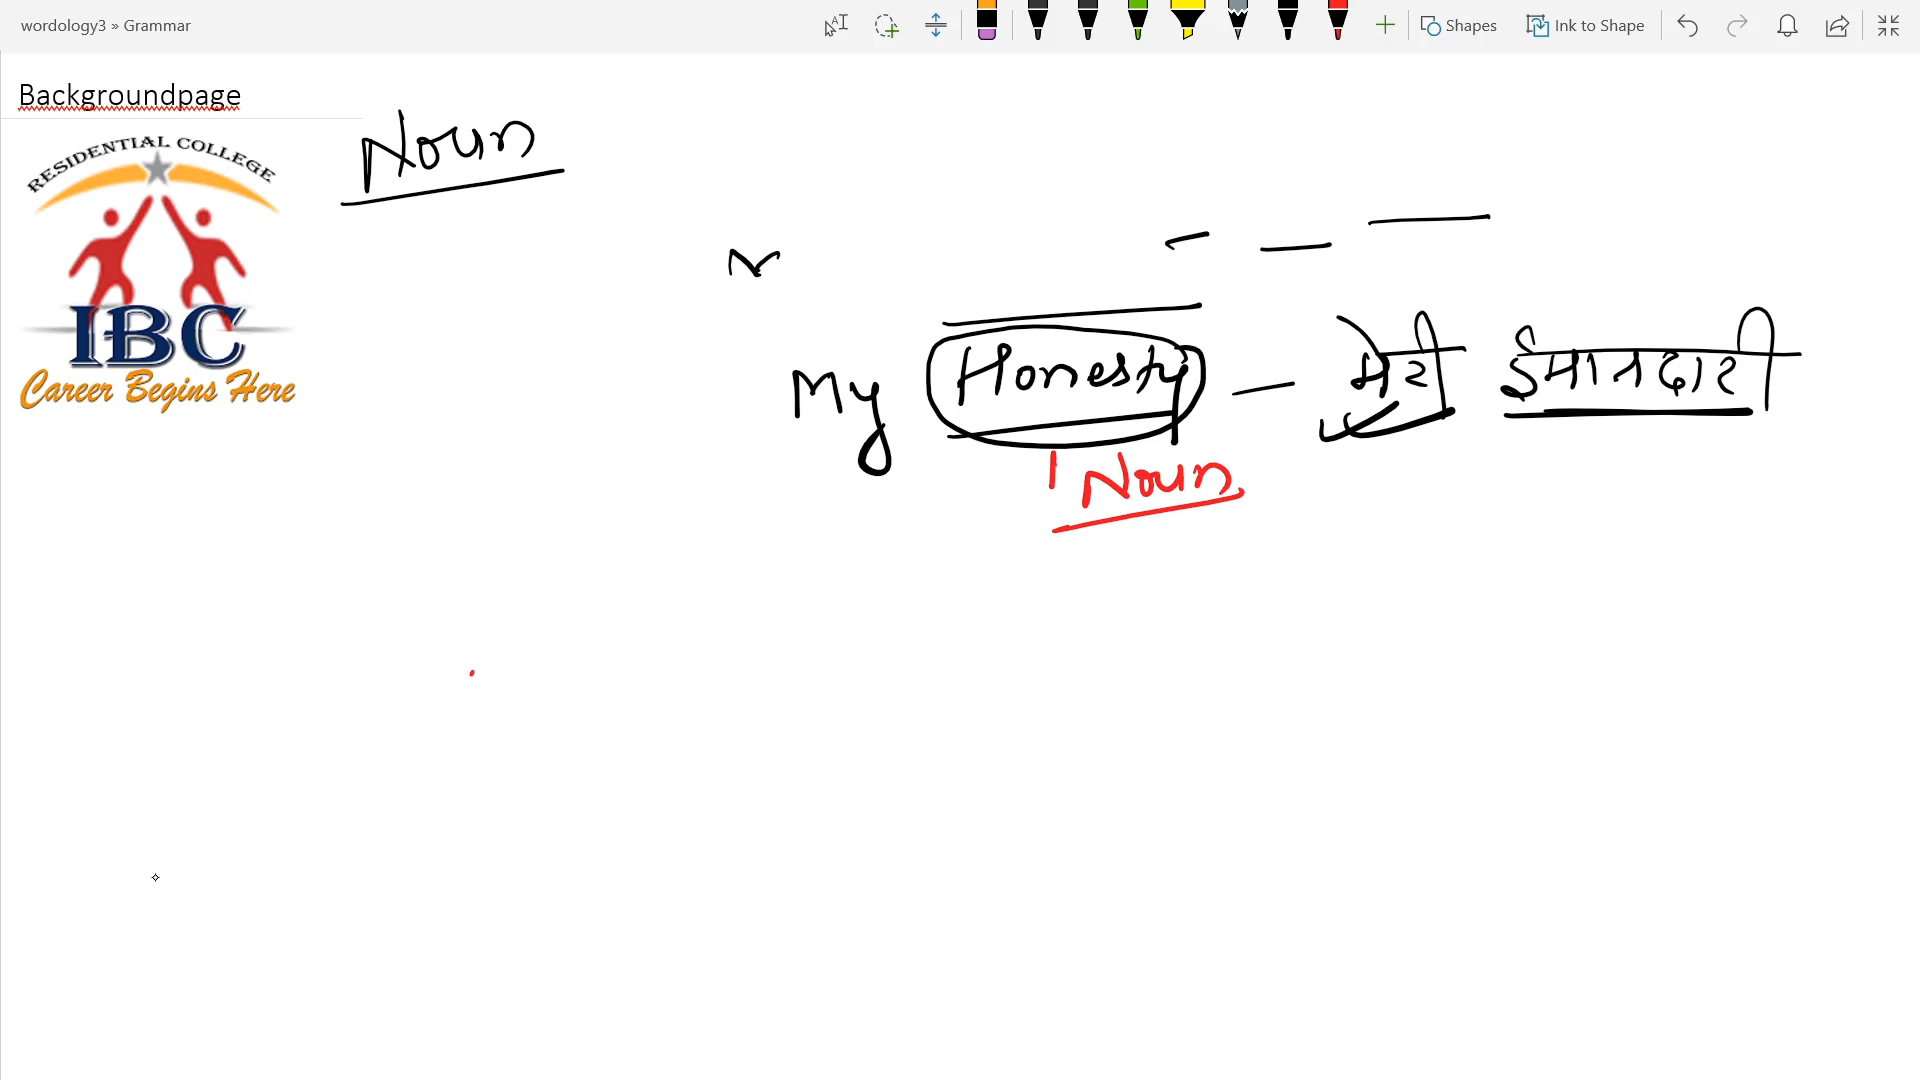 wordology3 » Grammar
Shapes
Ink to Shape
Backgroundpage
RESIDENTIAL COLLEGE
IBC
Career Begins Here
Noun
My Honesty — मेरी ईमानदारी
Noun